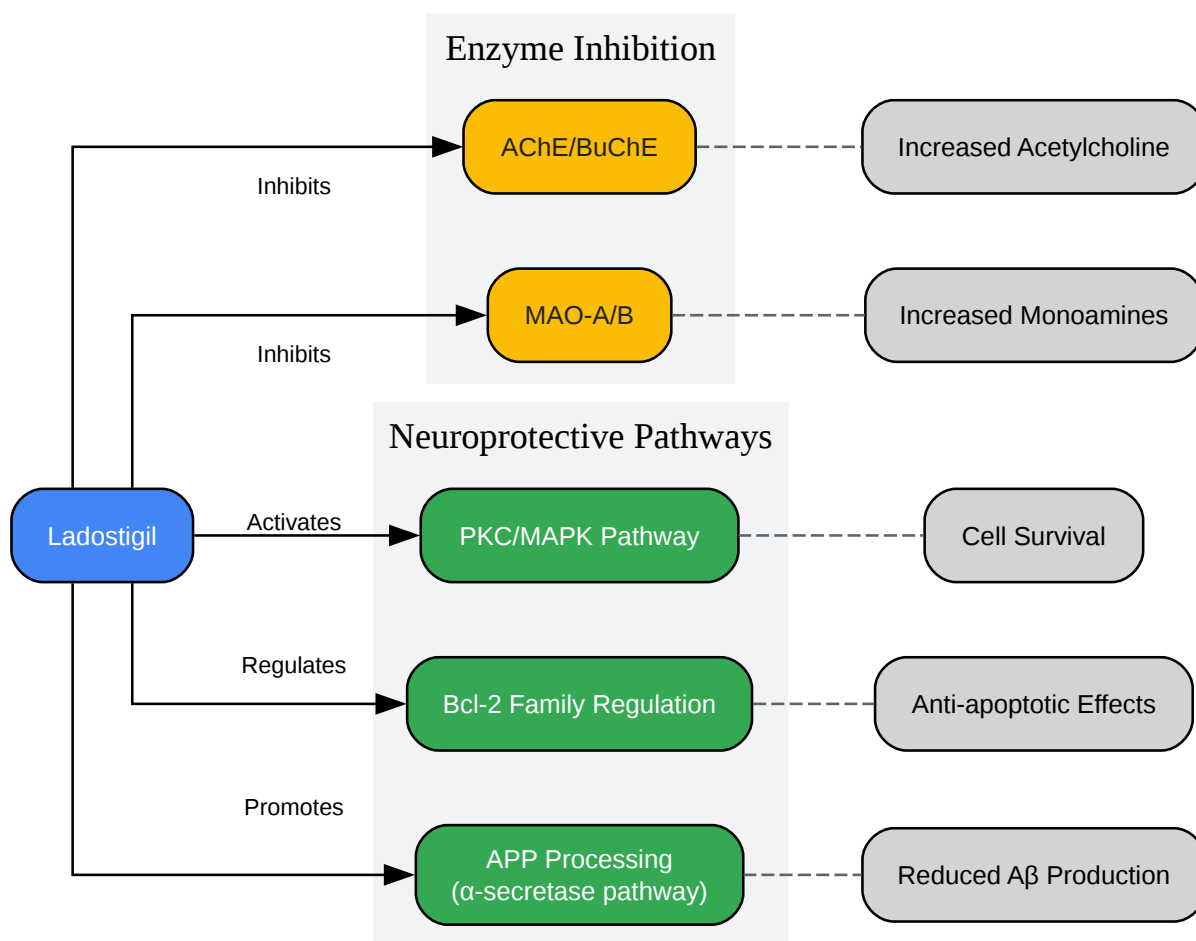 Enzyme Inhibition
AChE/BuChE
Increased Acetylcholine
Inhibits
MAO-A/B
Increased Monoamines
Inhibits
Neuroprotective Pathways
Ladostigil
Activates
PKC/MAPK Pathway
Cell Survival
Regulates
Bcl-2 Family Regulation
Anti-apoptotic Effects
Promotes
APP Processing
(α-secretase pathway)
Reduced Aβ Production